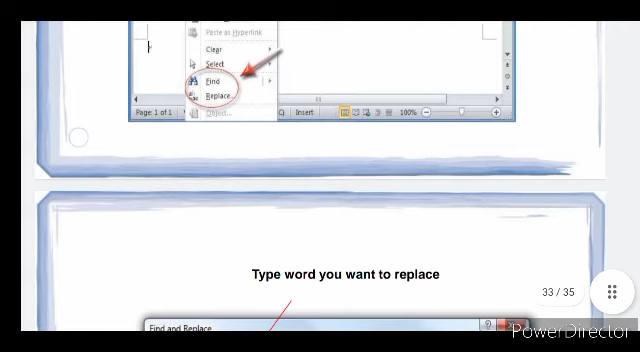 Paste as Hyperlink
Clear
Select
Find
Replace...
Object...
Page: 1 of 1
Insert
100%
Type word you want to replace
33 / 35
Find and Replace
PowerDirector